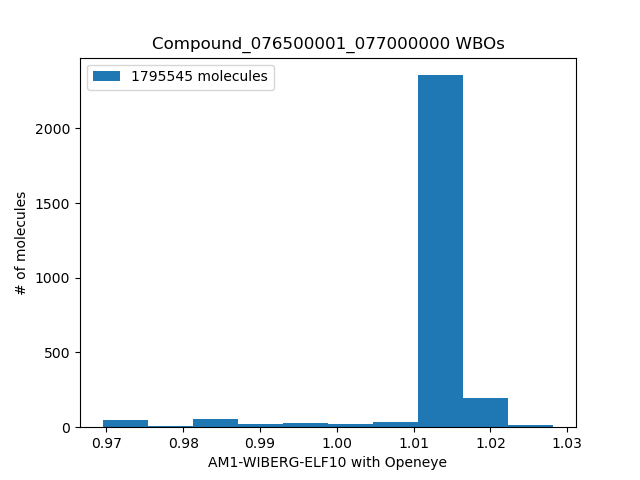 Compound_076500001_077000000 WBOs
1795545 molecules
# of molecules
2000
1500
1000
500
0
0.97 0.98 0.99 1.00 1.01 1.02 1.03
AM1-WIBERG-ELF10 with Openeye